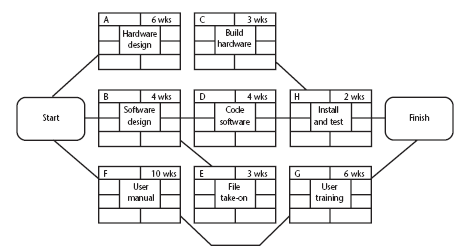 A 6 wks
Hardware
design
C 3 wks
Build
hardware
B 4 wks
Software
design
D 4 wks
Code
software
H 2 wks
Install
and test
Start
Finish
F 10 wks
User
manual
E 3 wks
File
take-on
G 6 wks
User
training